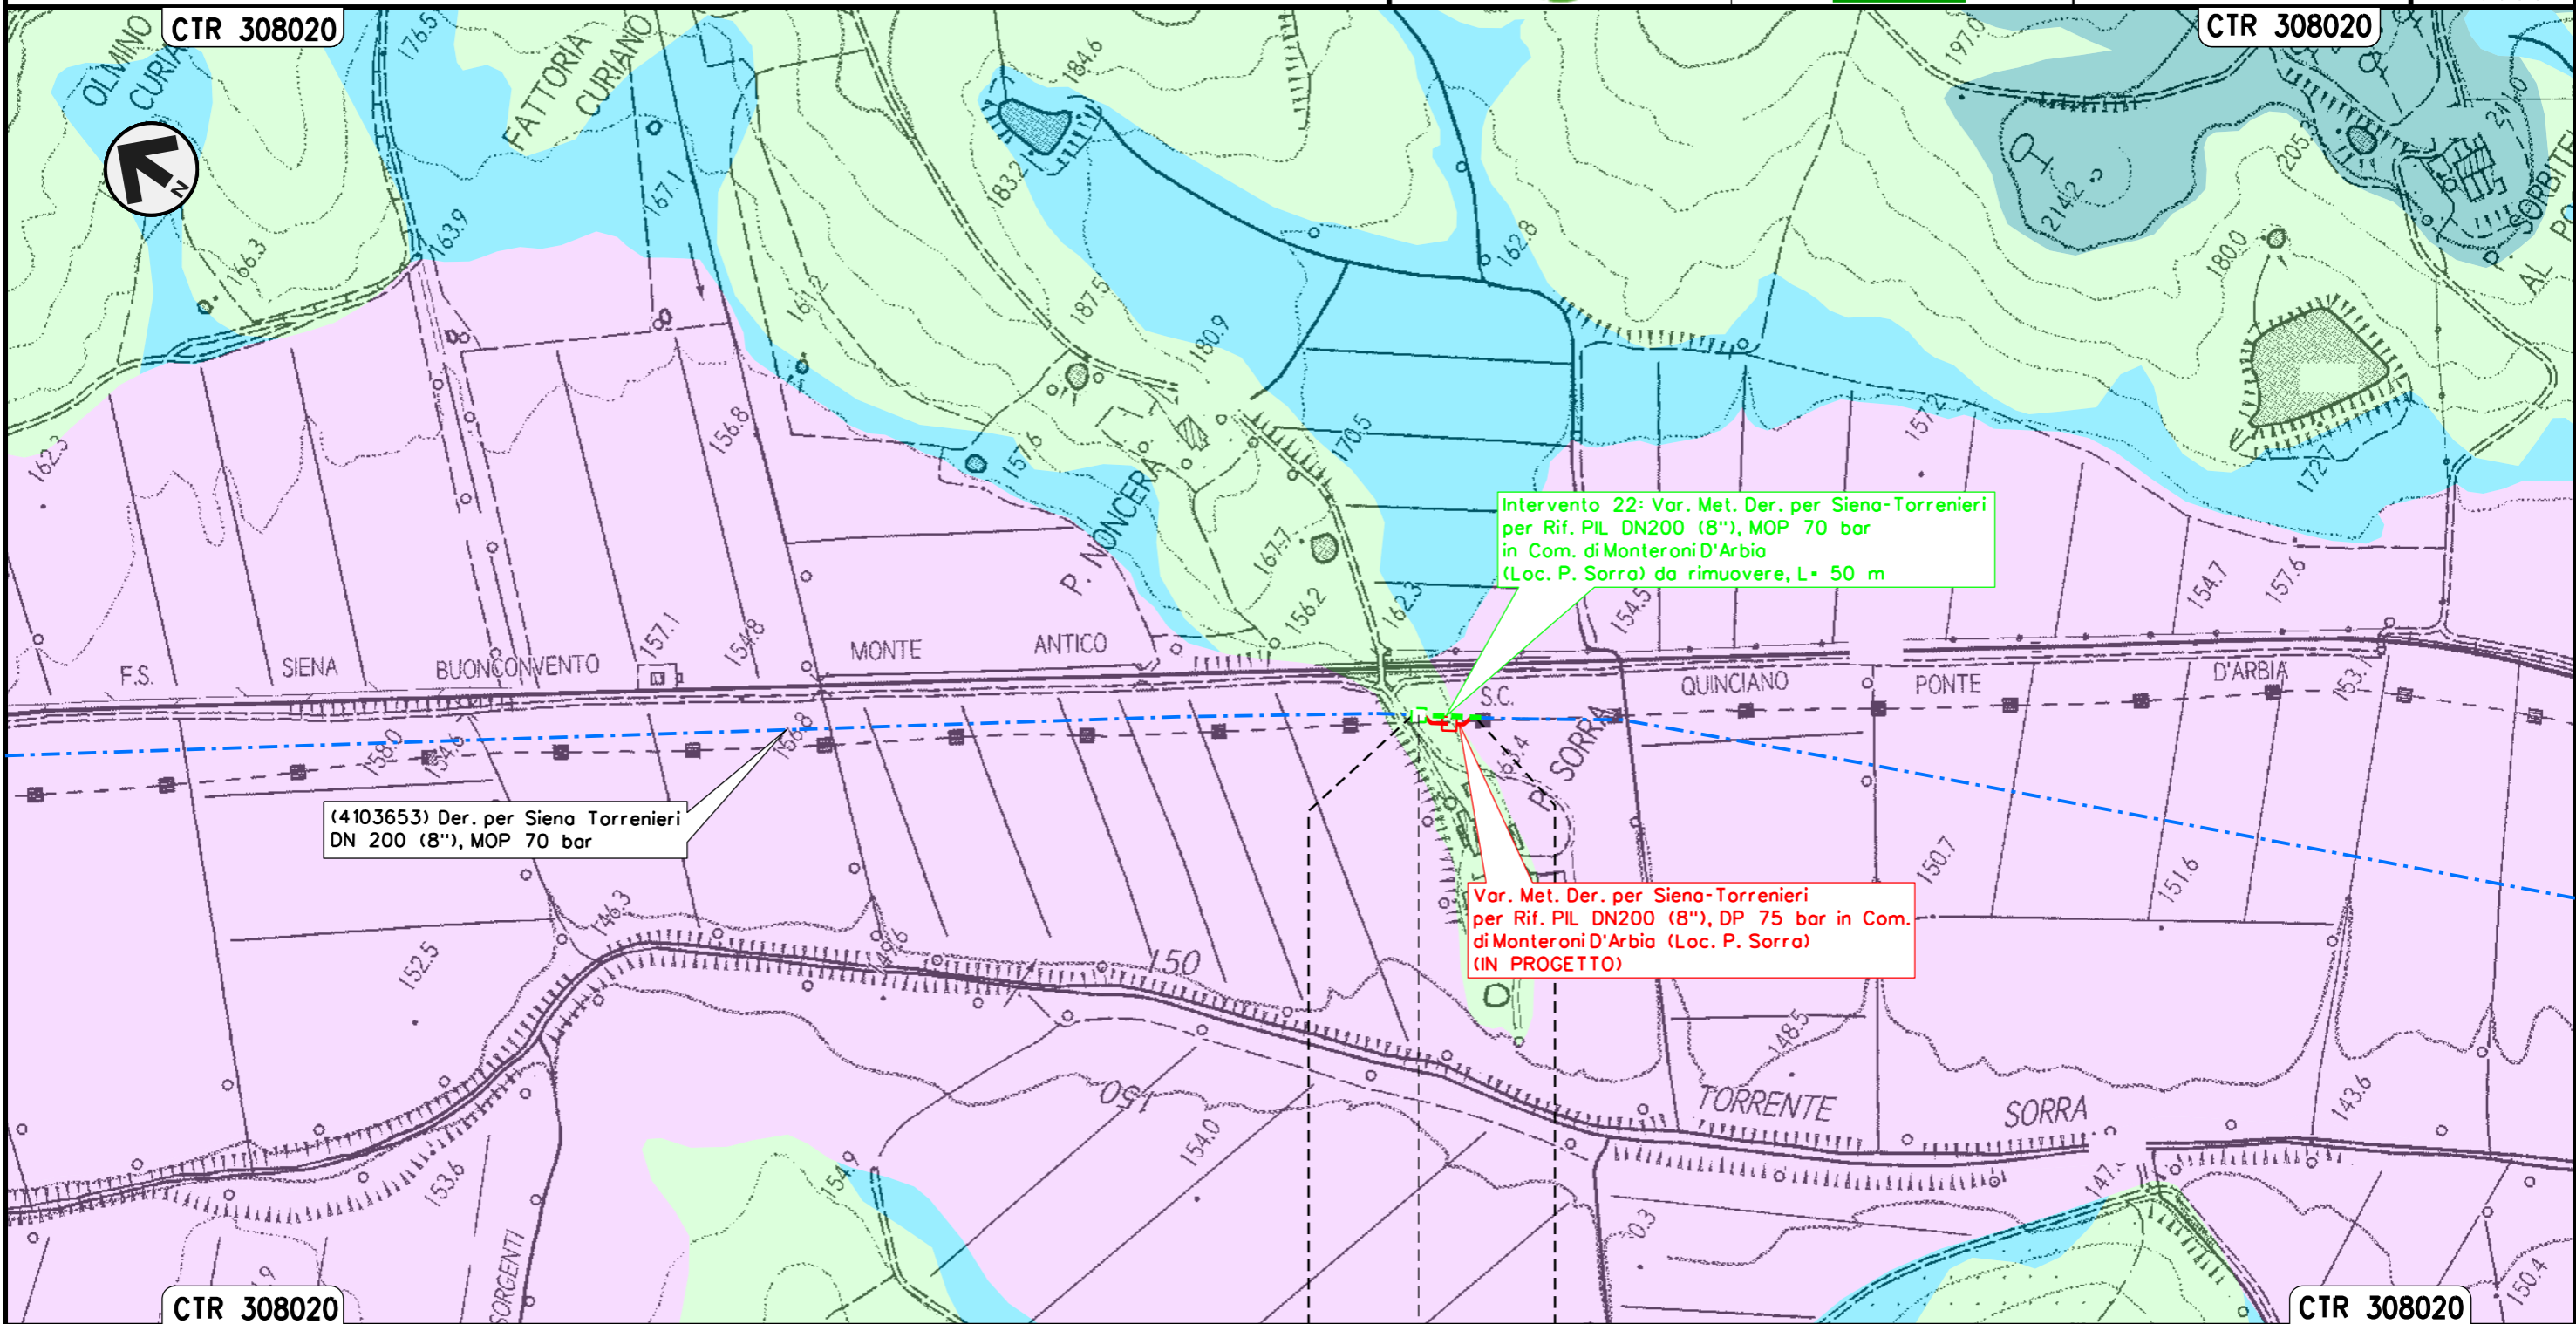 CTR 308020
CTR 308020
OLMINO
CURIA
176.5
FATTORIA
CURIANO
184.6
197.0
N
167.1
183.2
205.3
214.2
SORBITE
P.
AL
163.9
166.3
162.8
180.0
161.2
187.5
180.9
156.8
170.5
157.2
162.3
157.6
172.7
P. NONCERA
167.7
Intervento 22: Var. Met. Der. per Siena-Torrenieri
per Rif. PIL DN200 (8"), MOP 70 bar
in Com. di Monteroni D'Arbia
(Loc. P. Sorra) da rimuovere, L= 50 m
156.2
162.3
154.5
154.7
157.6
157.1
154.8
F.S. SIENA BUONCONVENTO MONTE ANTICO
S.C. QUINCIANO PONTE D'ARBIA
153.1
158.0
154.6
156.8
163.4
P. SORRA
(4103653) Der. per Siena Torrenieri
DN 200 (8"), MOP 70 bar
150.7
151.6
Var. Met. Der. per Siena-Torrenieri
per Rif. PIL DN200 (8"), DP 75 bar in Com.
di Monteroni D'Arbia (Loc. P. Sorra)
(IN PROGETTO)
146.3
152.5
150
148.5
150
TORRENTE SORRA
143.6
154.0
153.6
154.9
SORGENTI
150.4
CTR 308020
CTR 308020